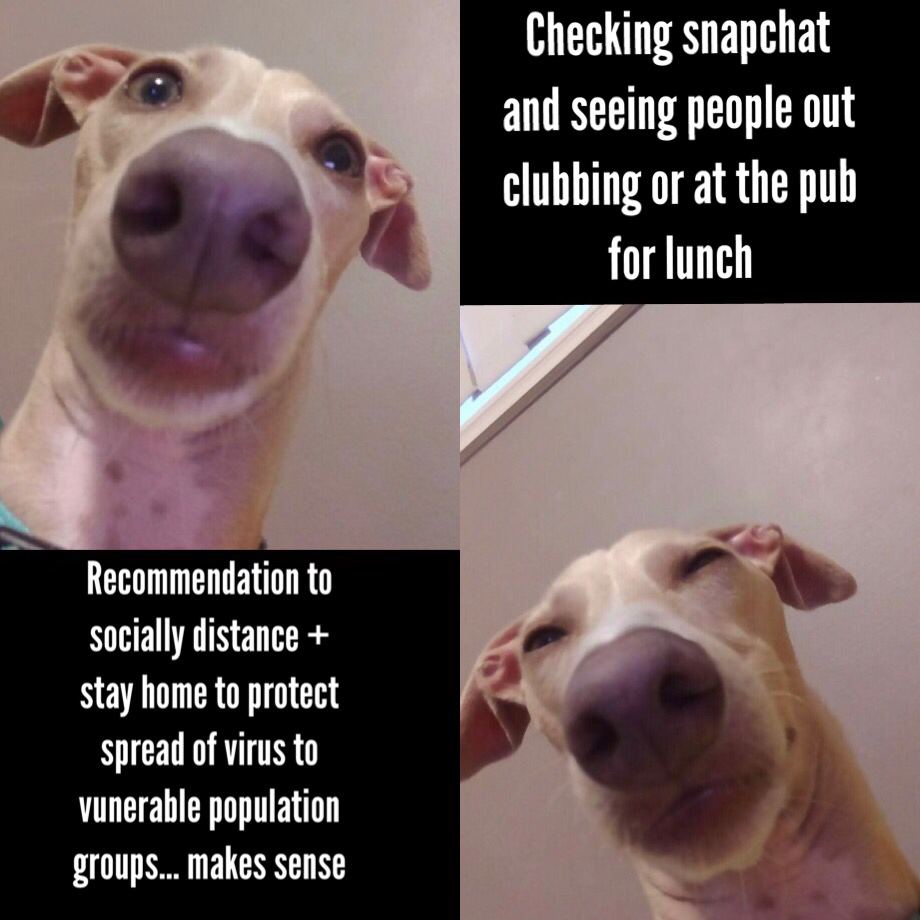 Recommendation to
socially distance +
stay home to protect
spread of virus to
vunerable population
groups... makes sense
Checking snapchat
and seeing people out
clubbing or at the pub
for lunch